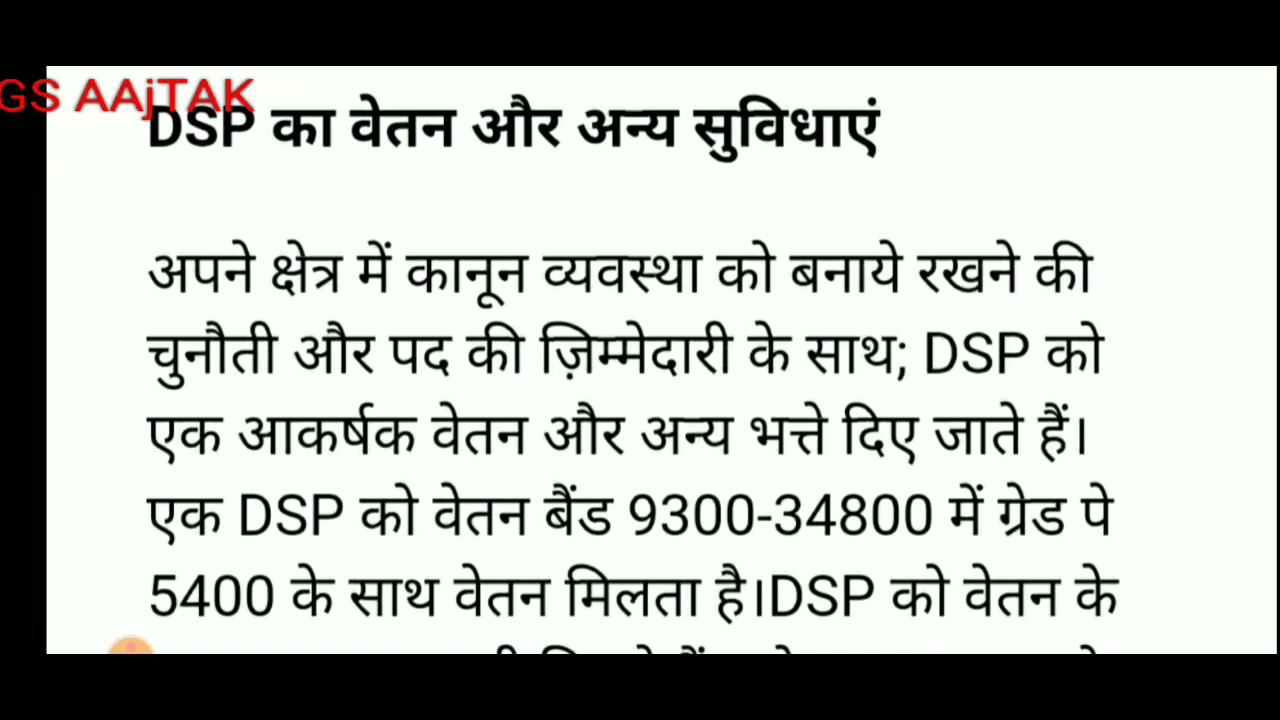 GS AAjTAK
DSP का वेतन और अन्य सुविधाएं
अपने क्षेत्र में कानून व्यवस्था को बनाये रखने की
चुनौती और पद की ज़िम्मेदारी के साथ; DSP को
एक आकर्षक वेतन और अन्य भत्ते दिए जाते हैं।
एक DSP को वेतन बैंड 9300-34800 में ग्रेड पे
5400 के साथ वेतन मिलता है।DSP को वेतन के